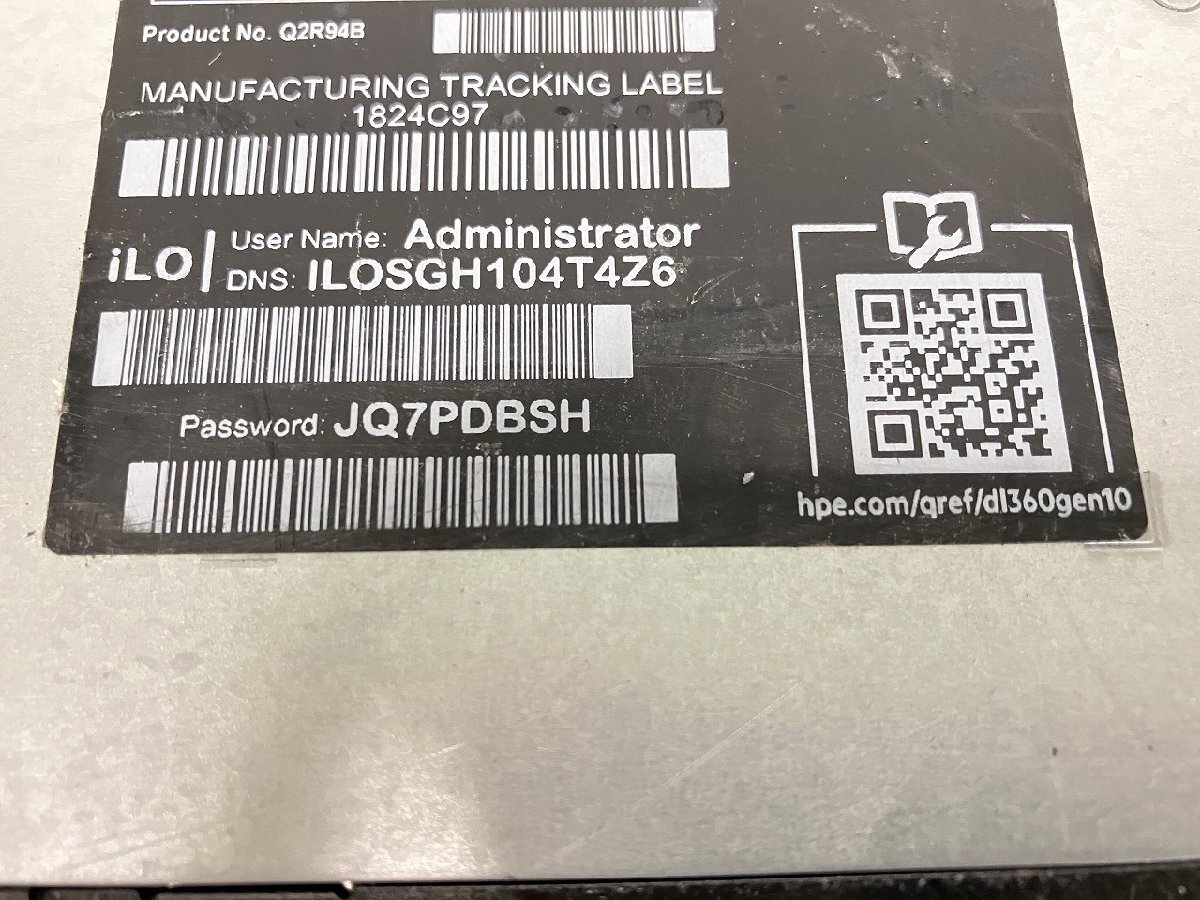 Product No. Q2R94B
MANUFACTURING TRACKING LABEL
1824C97
iLO
User Name: Administrator
DNS: ILOSGH104T4Z6
Password: JQ7PDBSH
hpe.com/qref/dl360gen10